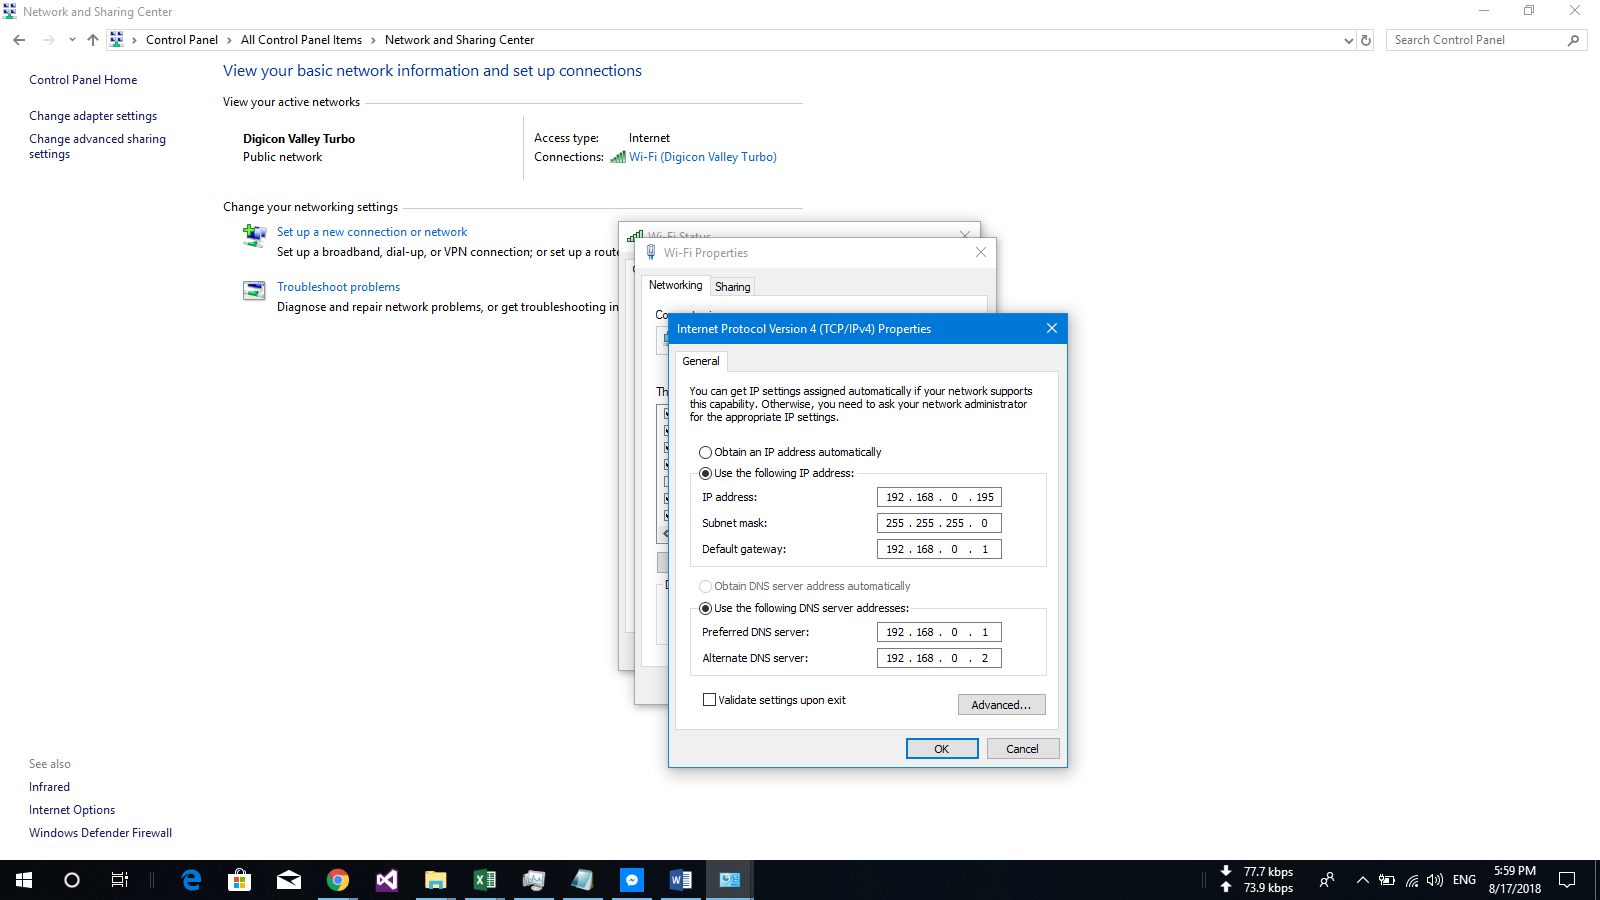 Network and Sharing Center
Control Panel
All Control Panel Items
Network and Sharing Center
Search Control Panel
Control Panel Home
Change adapter settings
Change advanced sharing
settings
View your basic network information and set up connections
View your active networks
Digicon Valley Turbo
Public network
Access type: Internet
Connections: Wi-Fi (Digicon Valley Turbo)
Change your networking settings
Set up a new connection or network
Set up a broadband, dial-up, or VPN connection; or set up a
Troubleshoot problems
Diagnose and repair network problems, or get troubleshooting
Wi-Fi Status
Wi-Fi Properties
Networking
Sharing
Internet Protocol Version 4 (TCP/IPv4) Properties
General
You can get IP settings assigned automatically if your network supports
this capability. Otherwise, you need to ask your network administrator
for the appropriate IP settings.
Obtain an IP address automatically
Use the following IP address:
IP address: 192 . 168 . 0 . 195
Subnet mask: 255 . 255 . 255 . 0
Default gateway: 192 . 168 . 0 . 1
Obtain DNS server address automatically
Use the following DNS server addresses:
Preferred DNS server: 192 . 168 . 0 . 1
Alternate DNS server: 192 . 168 . 0 . 2
Validate settings upon exit
Advanced...
OK
Cancel
See also
Infrared
Internet Options
Windows Defender Firewall
77.7 kbps
73.9 kbps
ENG
5:59 PM
8/17/2018